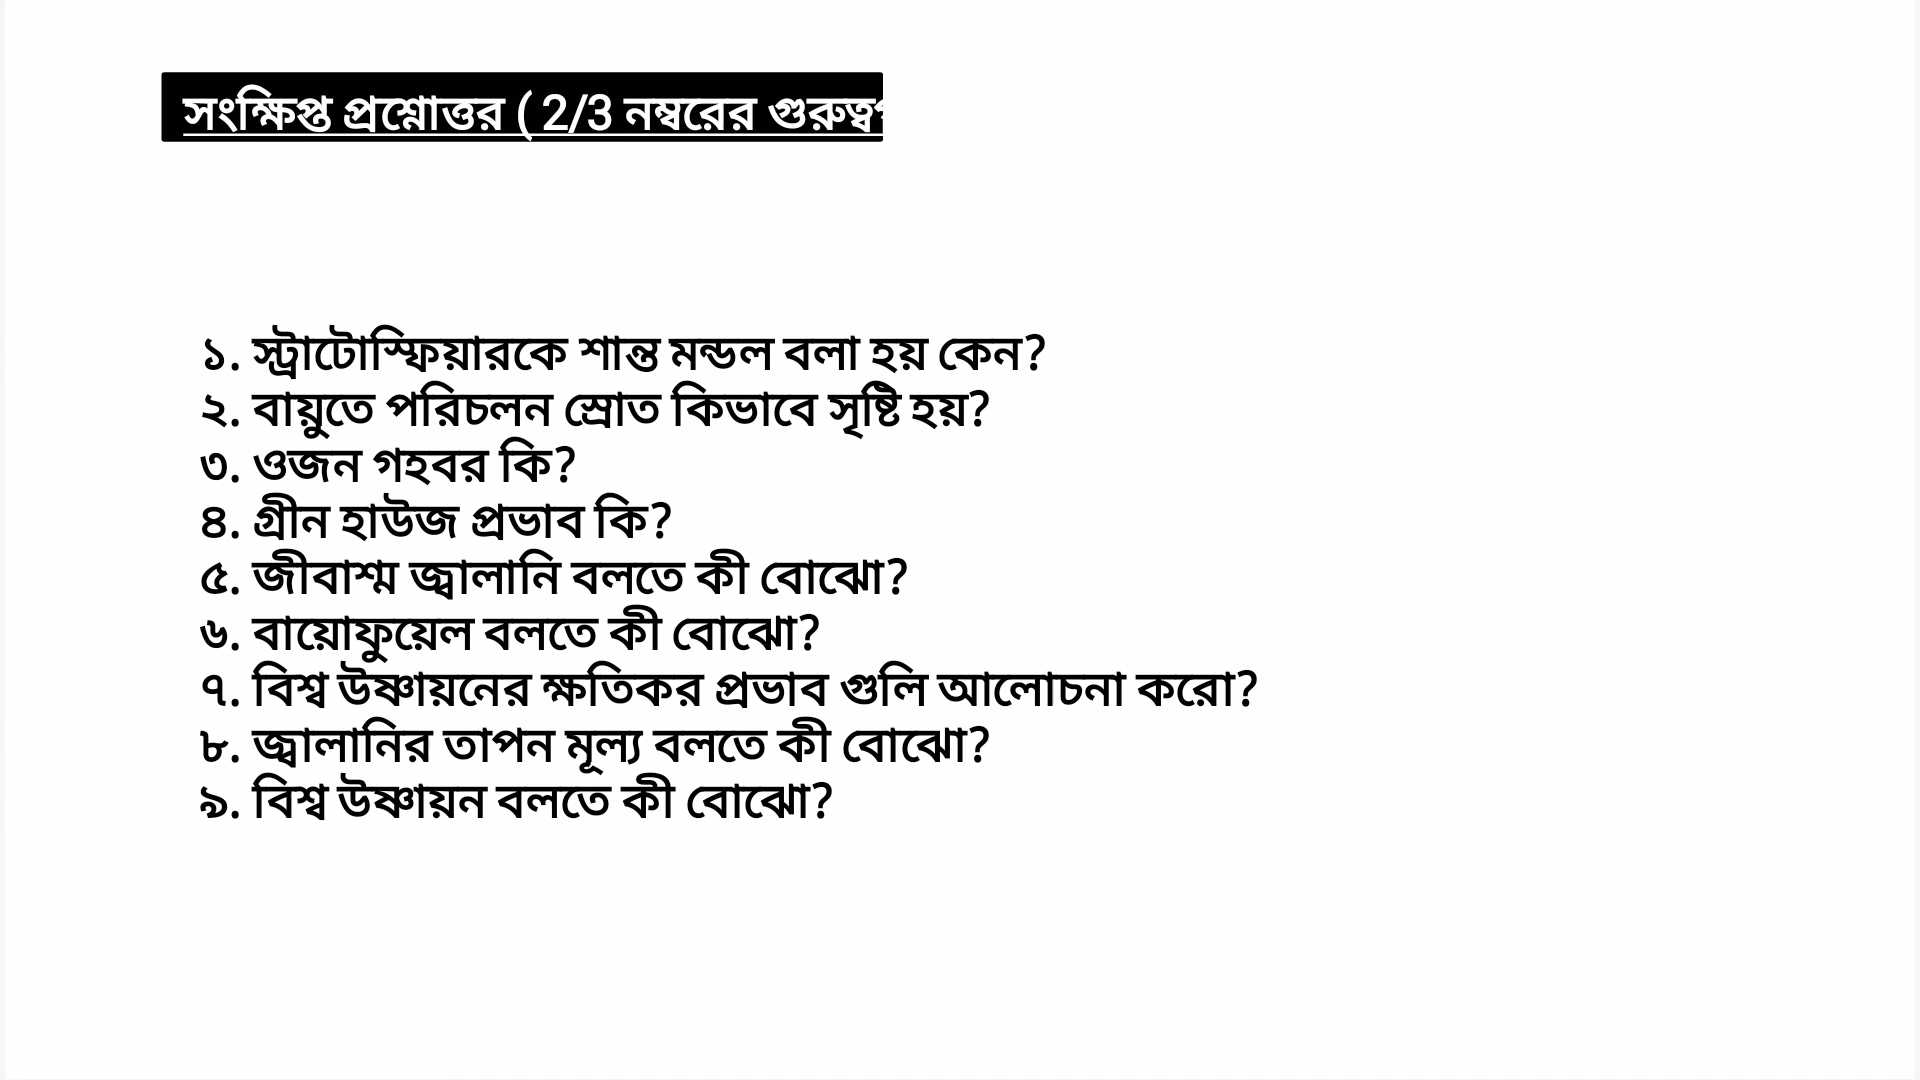 সংক্ষিপ্ত প্রশ্নোত্তর ( 2/3 নম্বরের
১. স্ট্রাটোস্ফিয়ারকে শান্ত মন্ডল বলা হয় কেন?
২. বায়ুতে পরিচলন স্রোত কিভাবে সৃষ্টি হয়?
৩. ওজন গহবর কি?
৪. গ্রীন হাউজ প্রভাব কি?
৫. জীবাশ্ম জ্বালানি বলতে কী বোঝো?
৬. বায়োফুয়েল বলতে কী বোঝো?
৭. বিশ্ব উষ্ণায়নের ক্ষতিকর প্রভাব গুলি আলোচনা করো?
৮. জ্বালানির তাপন মূল্য বলতে কী বোঝো?
৯. বিশ্ব উষ্ণায়ন বলতে কী বোঝো?